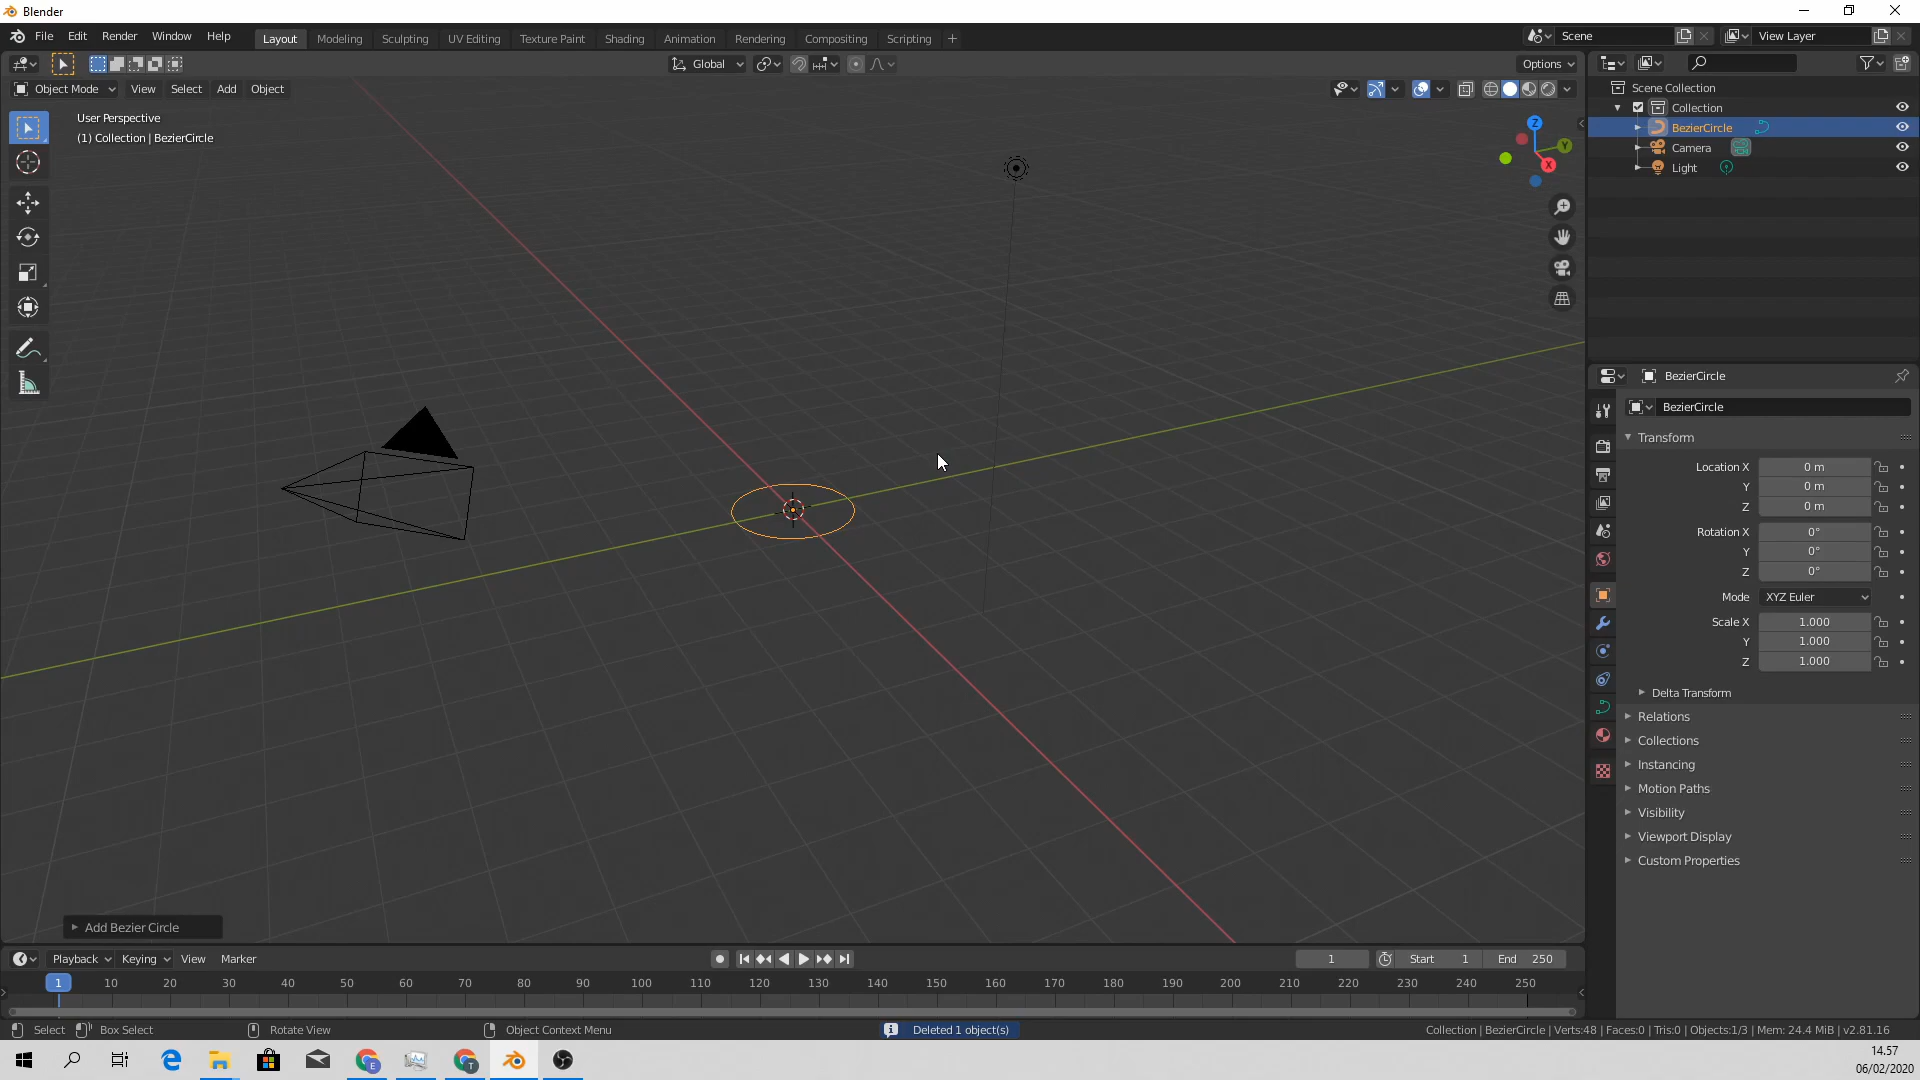 Blender
File Edit Render Window Help
Layout Modeling Sculpting UV Editing Texture Paint Shading Animation Rendering Compositing Scripting +
Scene
View Layer
Global
Options
Object Mode View Select Add Object
User Perspective
(1) Collection | BezierCircle
Z
Y
X
Scene Collection
Collection
BezierCircle
Camera
Light
BezierCircle
BezierCircle
Transform
Location X 0 m
Y 0 m
Z 0 m
Rotation X 0°
Y 0°
Z 0°
Mode XYZ Euler
Scale X 1.000
Y 1.000
Z 1.000
Delta Transform
Relations
Collections
Instancing
Motion Paths
Visibility
Viewport Display
Custom Properties
Add Bezier Circle
Playback Keying View Marker
1 Start 1 End 250
1 10 20 30 40 50 60 70 80 90 100 110 120 130 140 150 160 170 180 190 200 210 220 230 240 250
Select Box Select Rotate View Object Context Menu
Deleted 1 object(s)
Collection | BezierCircle | Verts:48 | Faces:0 | Tris:0 | Objects:1/3 | Mem: 24.4 MiB | v2.81.16
E
T
14.57
06/02/2020